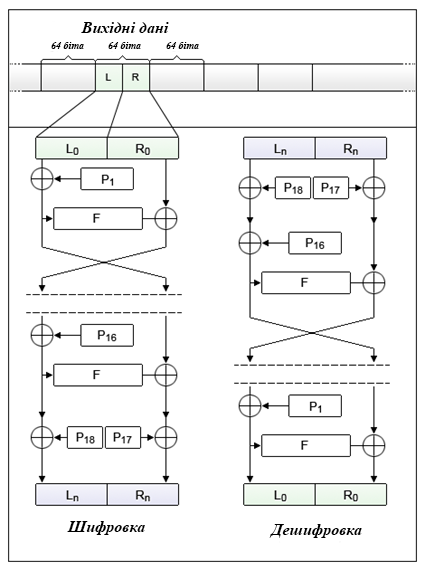 Вихідні дані
64 біта 64 біта 64 біта
L R
L0 R0
P1
F
P16
F
P18 P17
Ln Rn
Шифровка
Ln Rn
P18 P17
P16
F
P1
F
L0 R0
Дешифровка